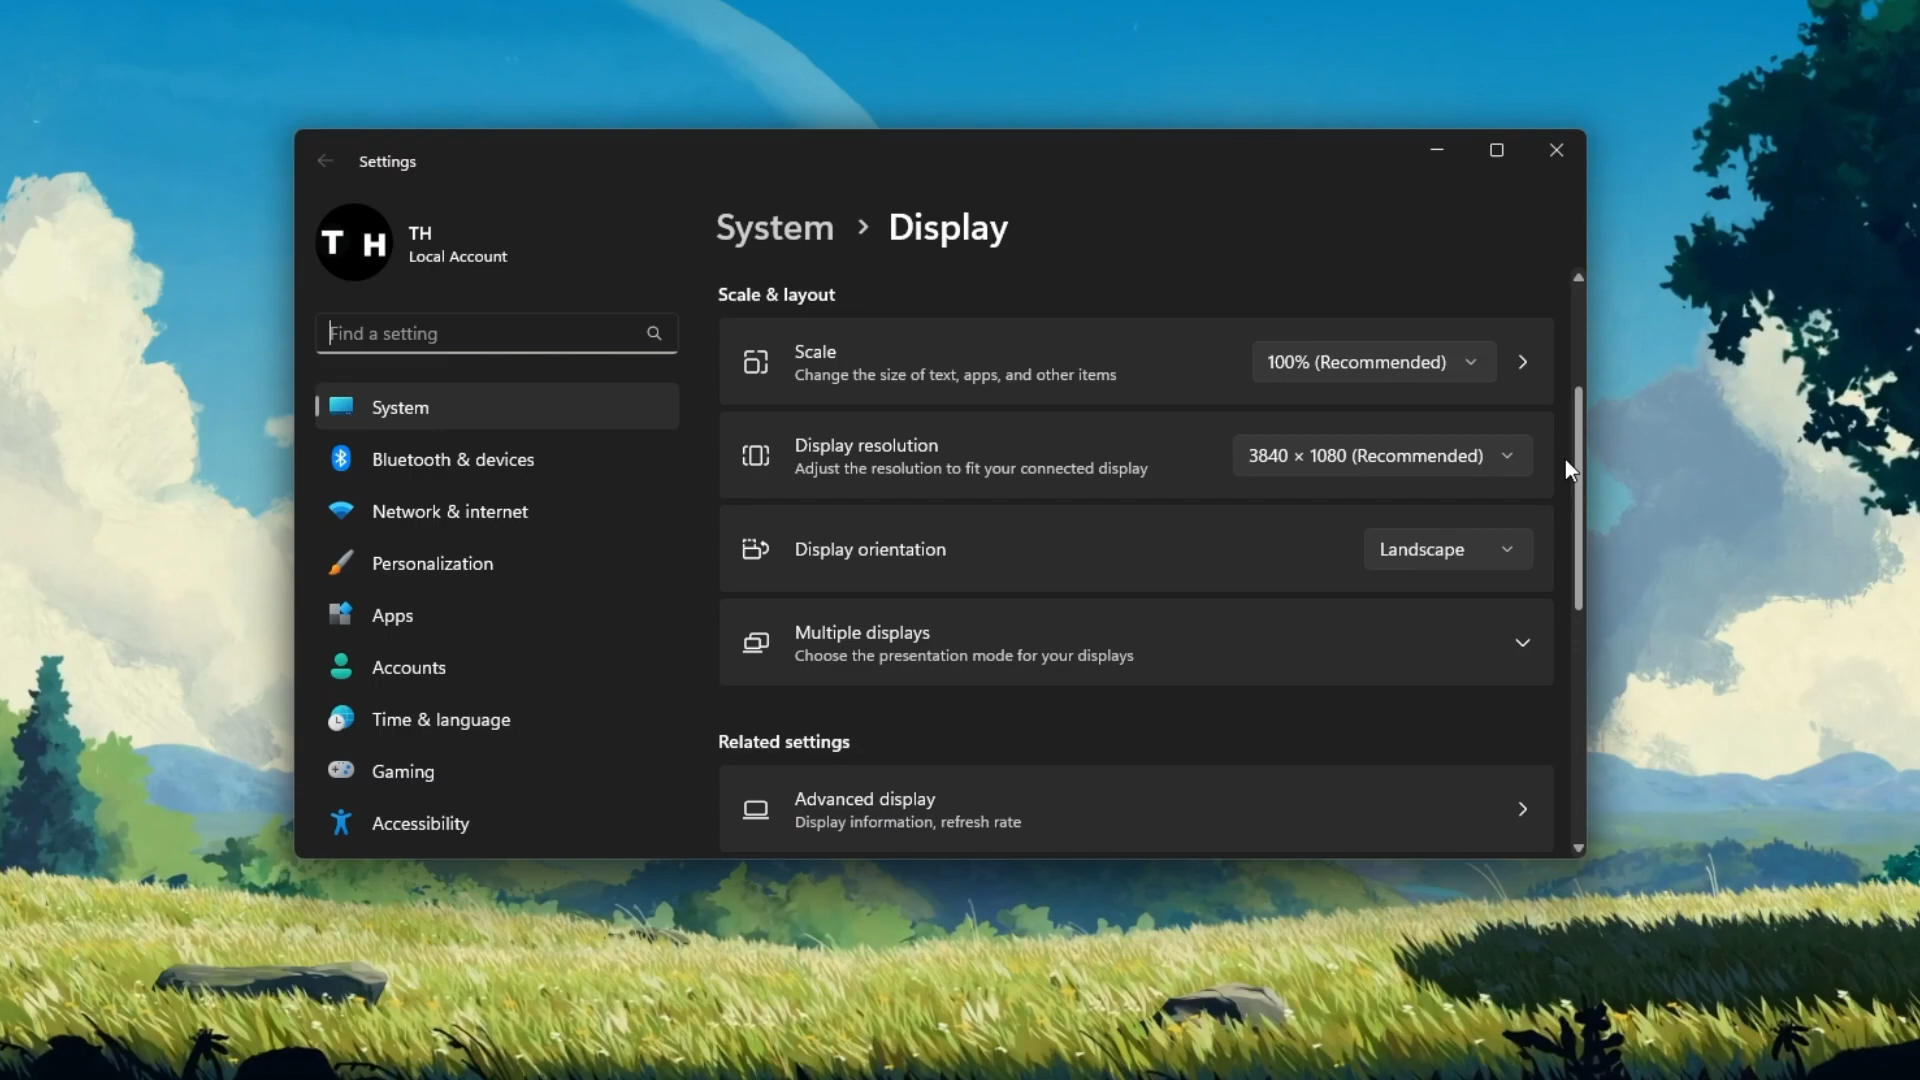 Settings
T H
TH
Local Account
Find a setting
System
Bluetooth & devices
Network & internet
Personalization
Apps
Accounts
Time & language
Gaming
Accessibility
System > Display
Scale & layout
Scale
Change the size of text, apps, and other items
100% (Recommended)
Display resolution
Adjust the resolution to fit your connected display
3840 × 1080 (Recommended)
Display orientation
Landscape
Multiple displays
Choose the presentation mode for your displays
Related settings
Advanced display
Display information, refresh rate